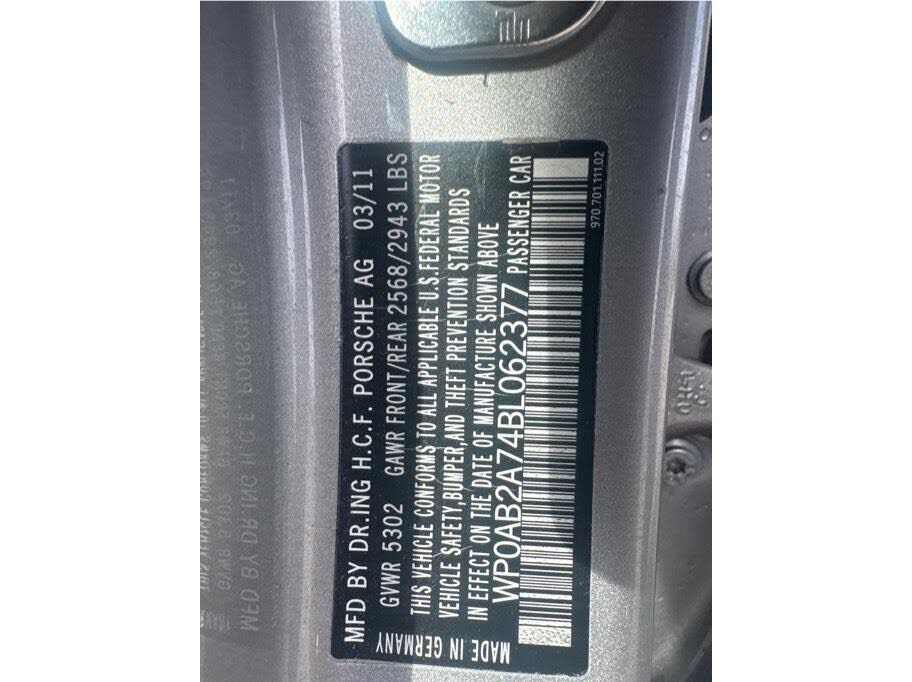 MFD BY DR.ING H.C.F. PORSCHE AG 03/11
GVWR 5302 GAWR FRONT/REAR 2568/2943 LBS
THIS VEHICLE CONFORMS TO ALL APPLICABLE U.S.FEDERAL MOTOR
VEHICLE SAFETY,BUMPER,AND THEFT PREVENTION STANDARDS
IN EFFECT ON THE DATE OF MANUFACTURE SHOWN ABOVE
WP0AB2A74BL062377 PASSENGER CAR
MADE IN GERMANY
970.701.111.02